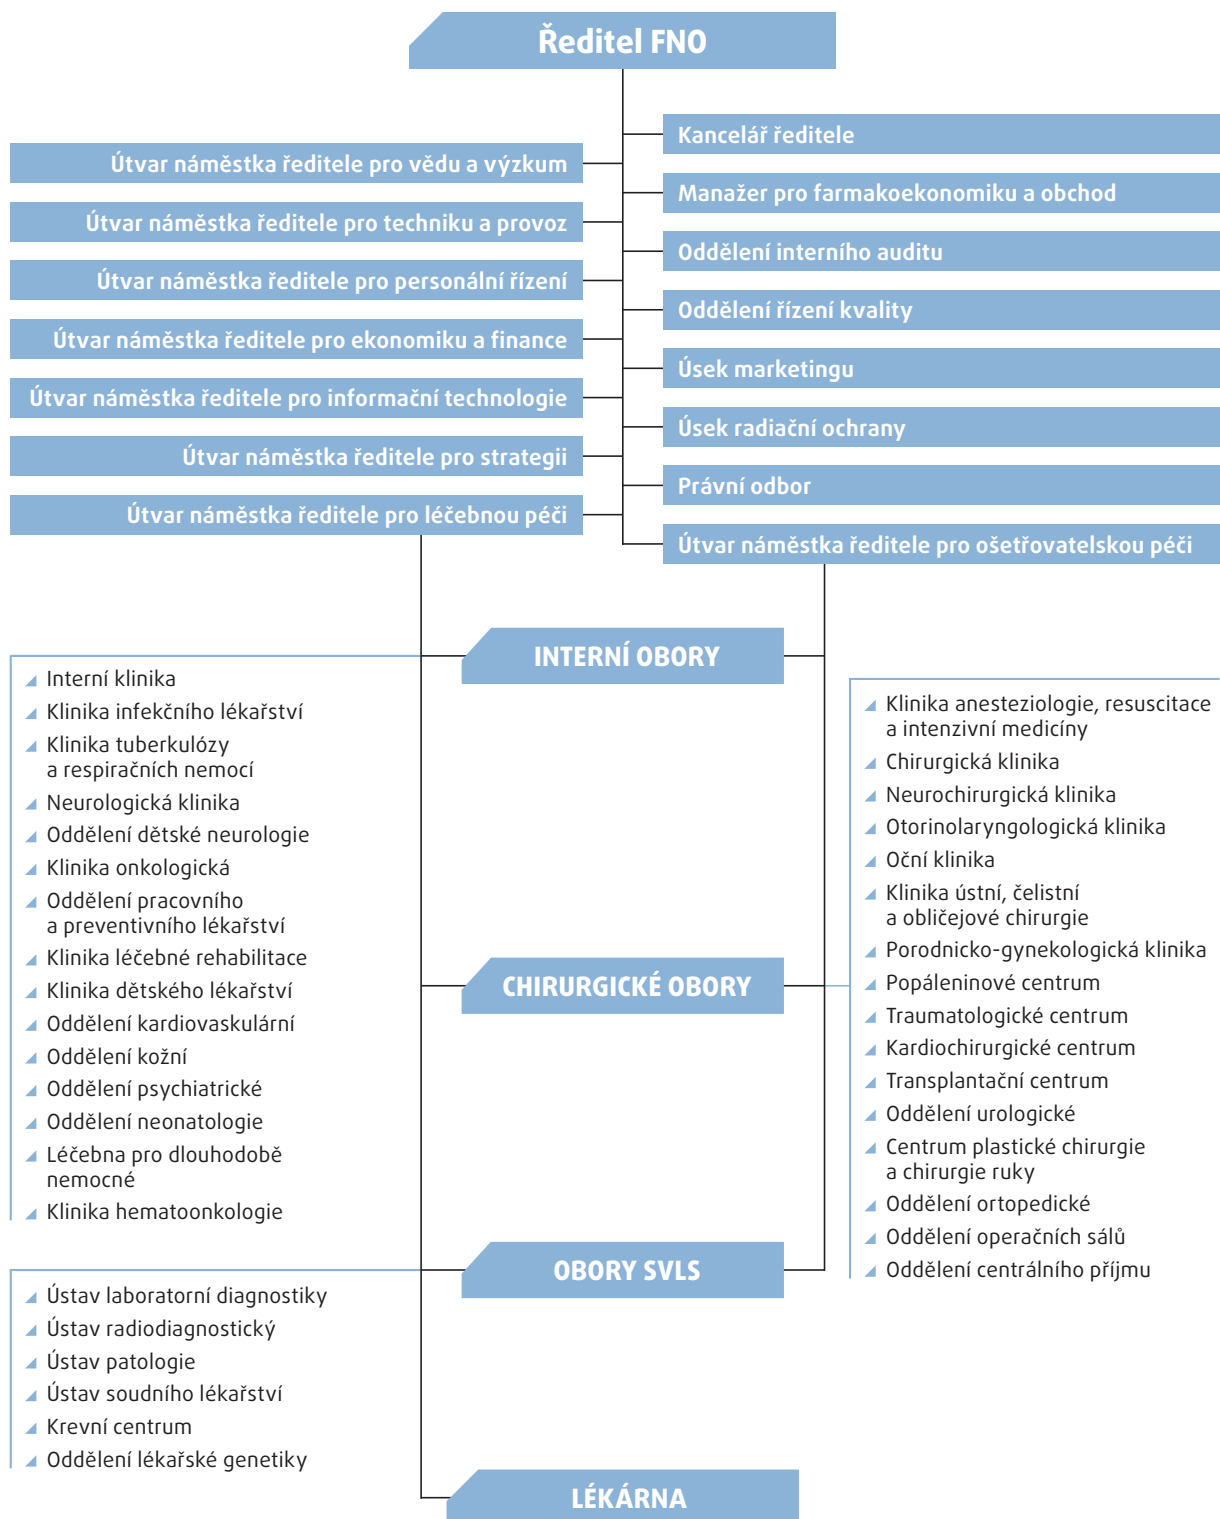 Ředitel FNO
Útvar náměstka ředitele pro vědu a výzkum
Útvar náměstka ředitele pro techniku a provoz
Útvar náměstka ředitele pro personální řízení
Útvar náměstka ředitele pro ekonomiku a finance
Útvar náměstka ředitele pro informační technologie
Útvar náměstka ředitele pro strategii
Útvar náměstka ředitele pro léčebnou péči
Kancelář ředitele
Manažer pro farmakoekonomiku a obchod
Oddělení interního auditu
Oddělení řízení kvality
Úsek marketingu
Úsek radiační ochrany
Právní odbor
Útvar náměstka ředitele pro ošetřovatelskou péči
INTERNÍ OBORY
Interní klinika
Klinika infekčního lékařství
Klinika tuberkulózy
a respiračních nemocí
Neurologická klinika
Oddělení dětské neurologie
Klinika onkologická
Oddělení pracovního
a preventivního lékařství
Klinika léčebné rehabilitace
Klinika dětského lékařství
Oddělení kardiovaskulární
Oddělení kožní
Oddělení psychiatrické
Oddělení neonatologie
Léčebna pro dlouhodobě
nemocné
Klinika hematoonkologie
CHIRURGICKÉ OBORY
Klinika anesteziologie, resuscitace
a intenzivní medicíny
Chirurgická klinika
Neurochirurgická klinika
Otorinolaryngologická klinika
Oční klinika
Klinika ústní, čelistní
a obličejové chirurgie
Porodnicko-gynekologická klinika
Popáleninové centrum
Traumatologické centrum
Kardiochirurgické centrum
Transplantační centrum
Oddělení urologické
Centrum plastické chirurgie
a chirurgie ruky
Oddělení ortopedické
Oddělení operačních sálů
Oddělení centrálního příjmu
OBORY SVLS
Ústav laboratorní diagnostiky
Ústav radiodiagnostický
Ústav patologie
Ústav soudního lékařství
Krevní centrum
Oddělení lékařské genetiky
LÉKÁRNA